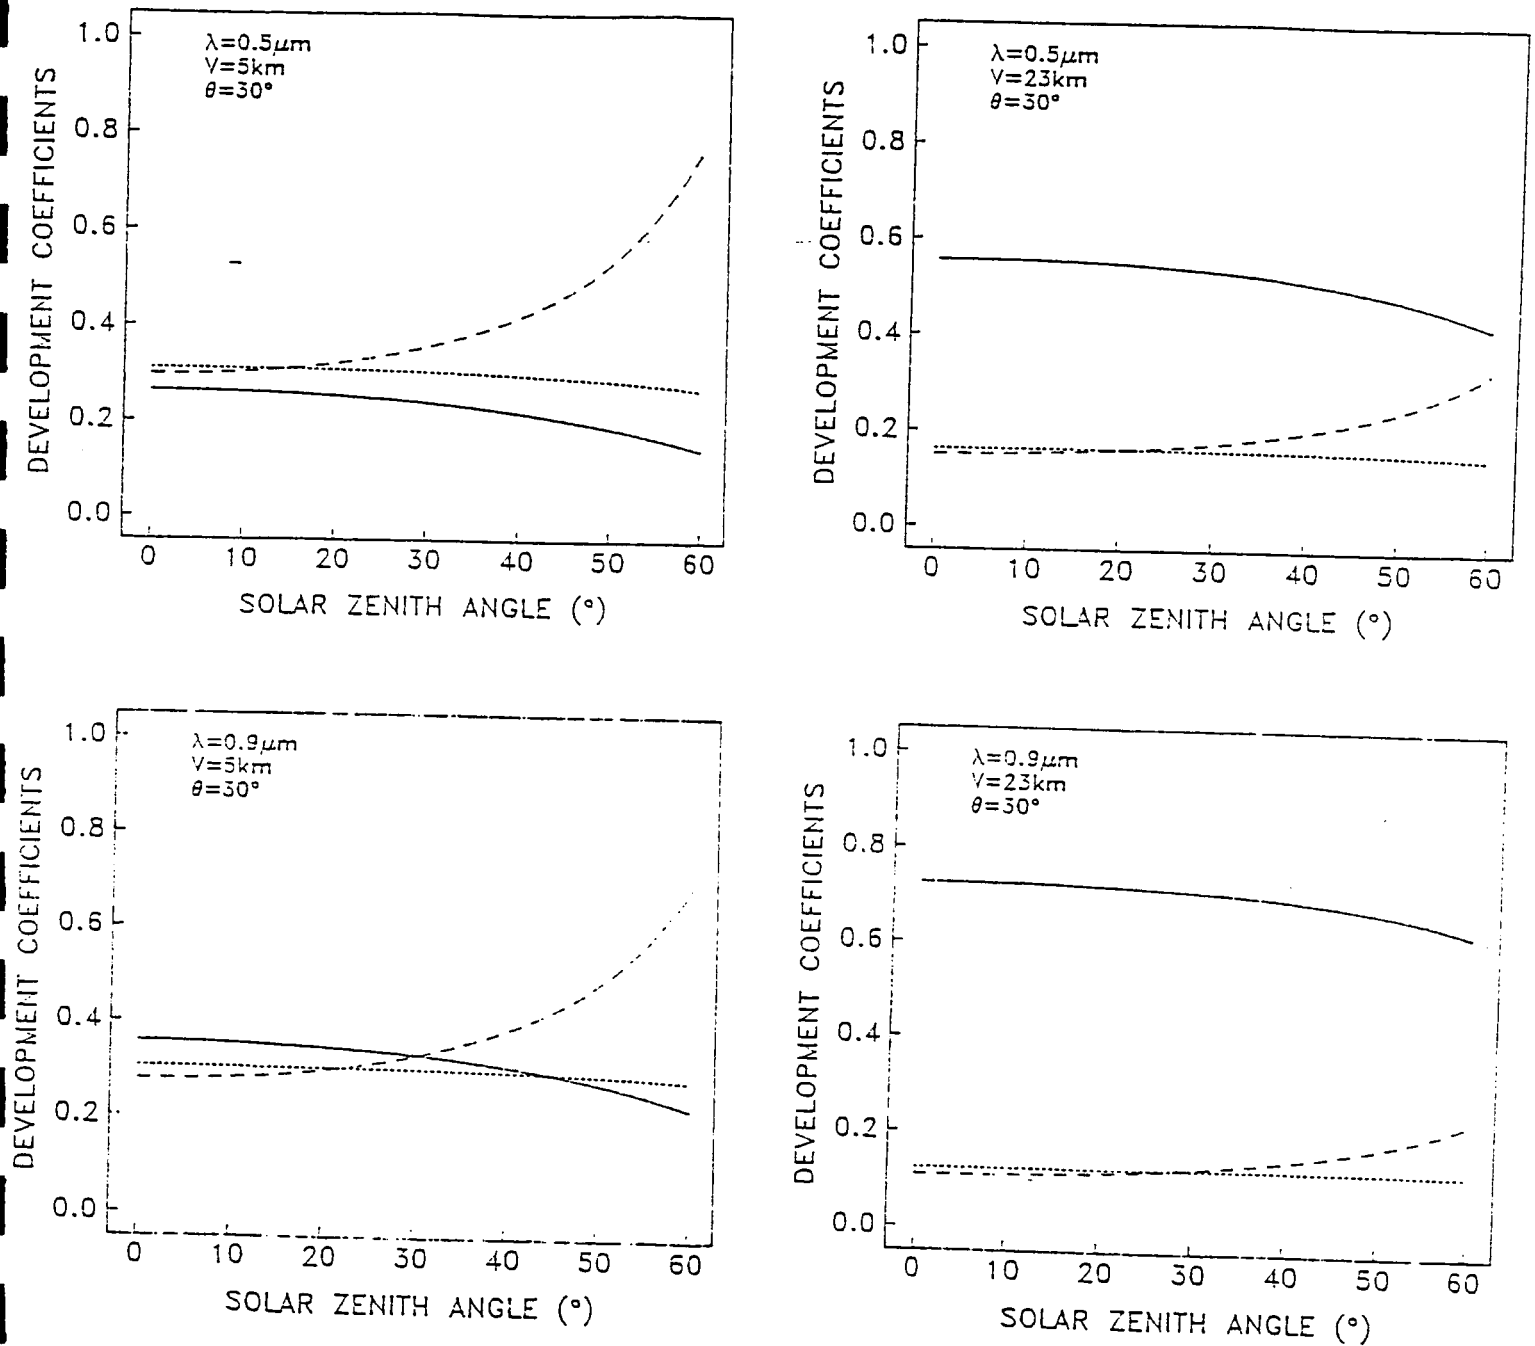 DEVELOPMENT COEFFICIENTS
1.0
0.8
0.6
0.4
0.2
0.0
λ=0.5μm
V=5km
θ=30°
0 10 20 30 40 50 60
SOLAR ZENITH ANGLE (°)
DEVELOPMENT COEFFICIENTS
1.0
0.8
0.6
0.4
0.2
0.0
λ=0.5μm
V=23km
θ=30°
0 10 20 30 40 50 60
SOLAR ZENITH ANGLE (°)
DEVELOPMENT COEFFICIENTS
1.0
0.8
0.6
0.4
0.2
0.0
λ=0.9μm
V=5km
θ=30°
0 10 20 30 40 50 60
SOLAR ZENITH ANGLE (°)
DEVELOPMENT COEFFICIENTS
1.0
0.8
0.6
0.4
0.2
0.0
λ=0.9μm
V=23km
θ=30°
0 10 20 30 40 50 60
SOLAR ZENITH ANGLE (°)